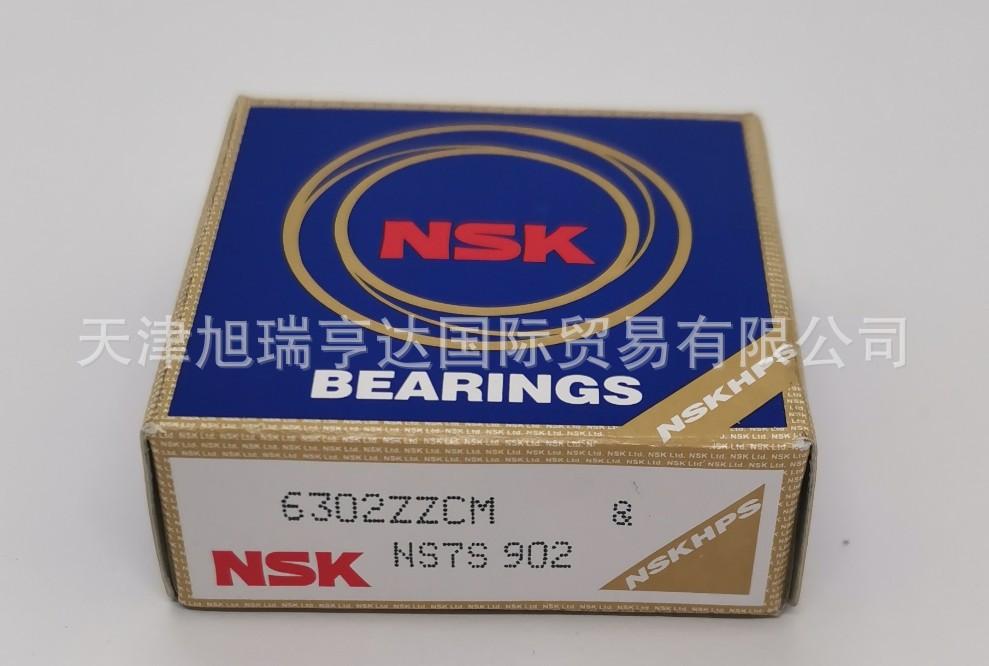 NSK
天津旭瑞亨达国际贸易有限公司
BEARINGS
NSKHPS
6302ZZCM 8
NSK NS7S 902
NSKHPS